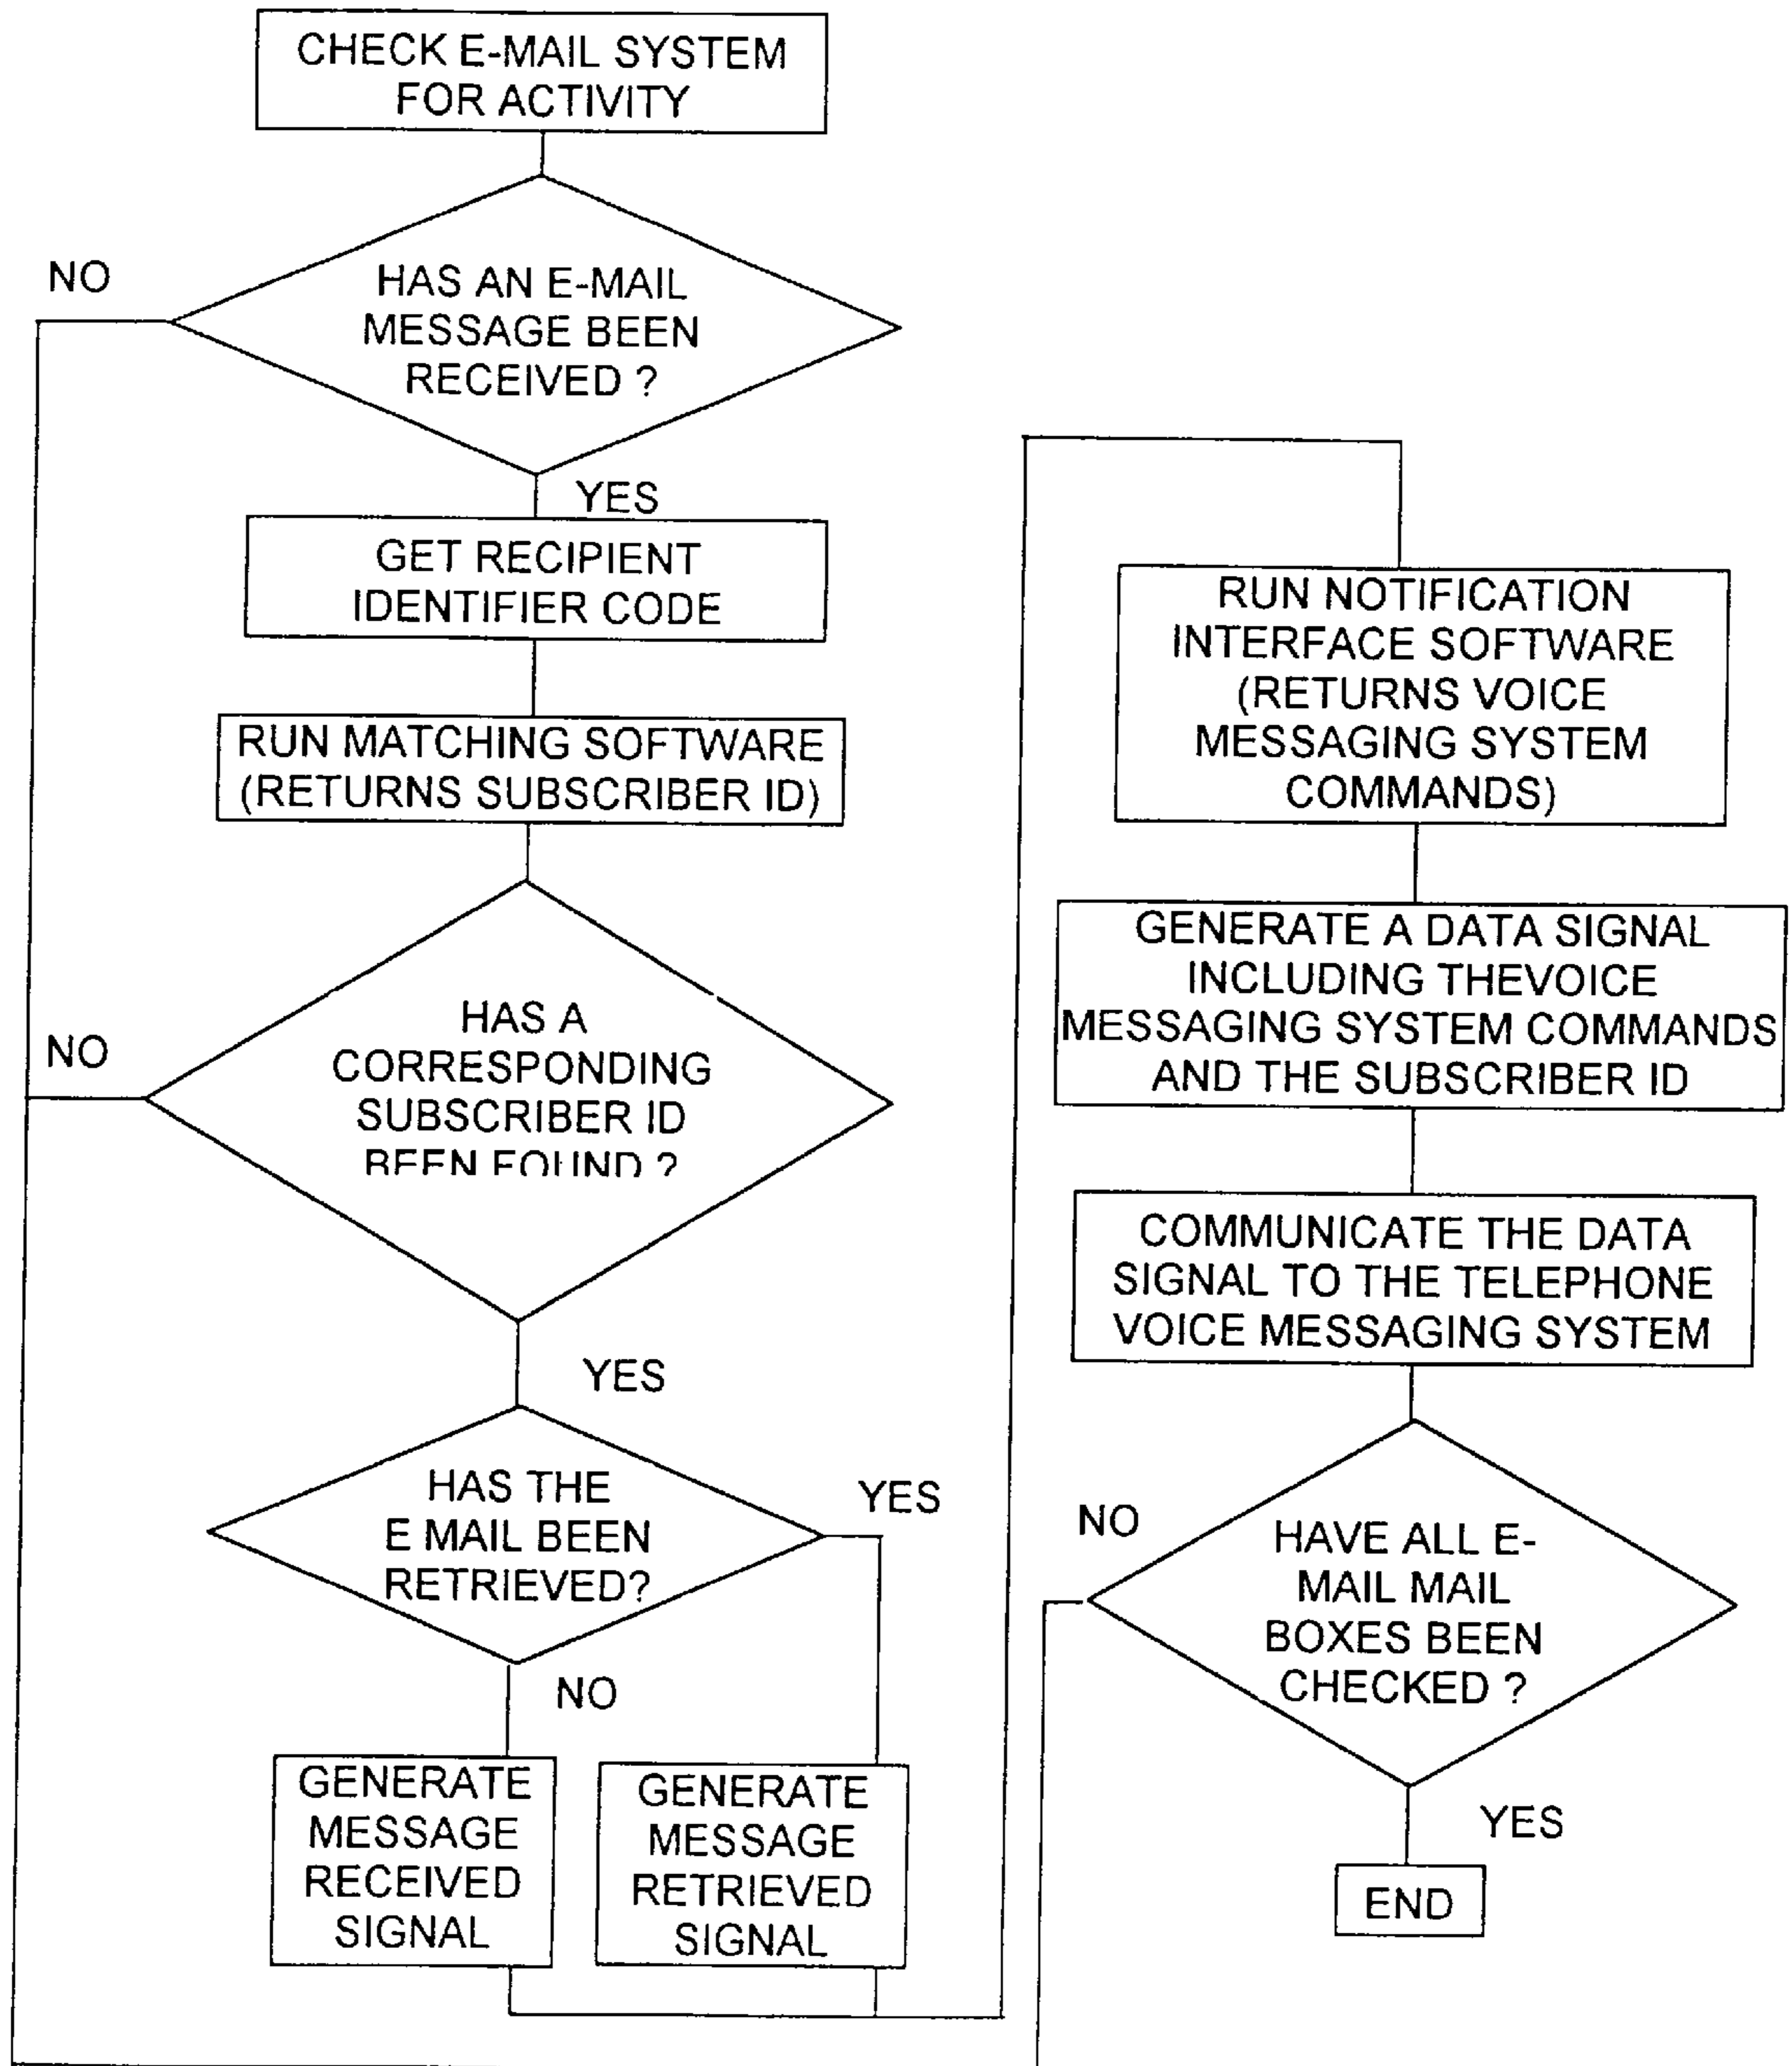 CHECK E-MAIL SYSTEM
FOR ACTIVITY
NO
HAS AN E-MAIL
MESSAGE BEEN
RECEIVED ?
YES
GET RECIPIENT
IDENTIFIER CODE
RUN MATCHING SOFTWARE
(RETURNS SUBSCRIBER ID)
NO
HAS A
CORRESPONDING
SUBSCRIBER ID
BEEN FOUND ?
YES
HAS THE
E MAIL BEEN
RETRIEVED?
YES
NO
GENERATE
MESSAGE
RECEIVED
SIGNAL
GENERATE
MESSAGE
RETRIEVED
SIGNAL
RUN NOTIFICATION
INTERFACE SOFTWARE
(RETURNS VOICE
MESSAGING SYSTEM
COMMANDS)
GENERATE A DATA SIGNAL
INCLUDING THEVOICE
MESSAGING SYSTEM COMMANDS
AND THE SUBSCRIBER ID
COMMUNICATE THE DATA
SIGNAL TO THE TELEPHONE
VOICE MESSAGING SYSTEM
NO
HAVE ALL E-
MAIL MAIL
BOXES BEEN
CHECKED ?
YES
END